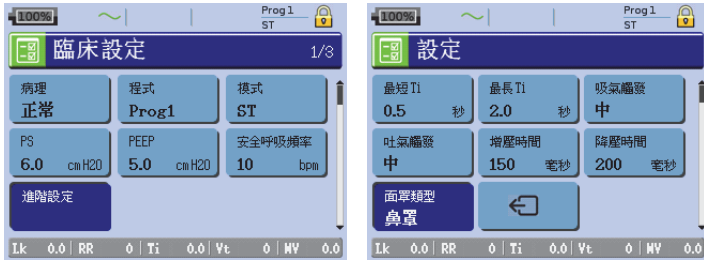 100%
Prog1
ST
臨床設定 1/3
病理 程式 模式
正常 Prog1 ST
PS PEEP 安全呼吸頻率
6.0 cmH2O 5.0 cmH2O 10 bpm
進階設定
Lk 0.0 RR 0 Ti 0.0 Vt 0 MV 0.0
100%
Prog1
ST
設定
最短Ti 最長Ti 吸氣觸發
0.5 秒 2.0 秒 中
吐氣觸發 增壓時間 降壓時間
中 150 毫秒 200 毫秒
面罩類型
鼻罩
Lk 0.0 RR 0 Ti 0.0 Vt 0 MV 0.0